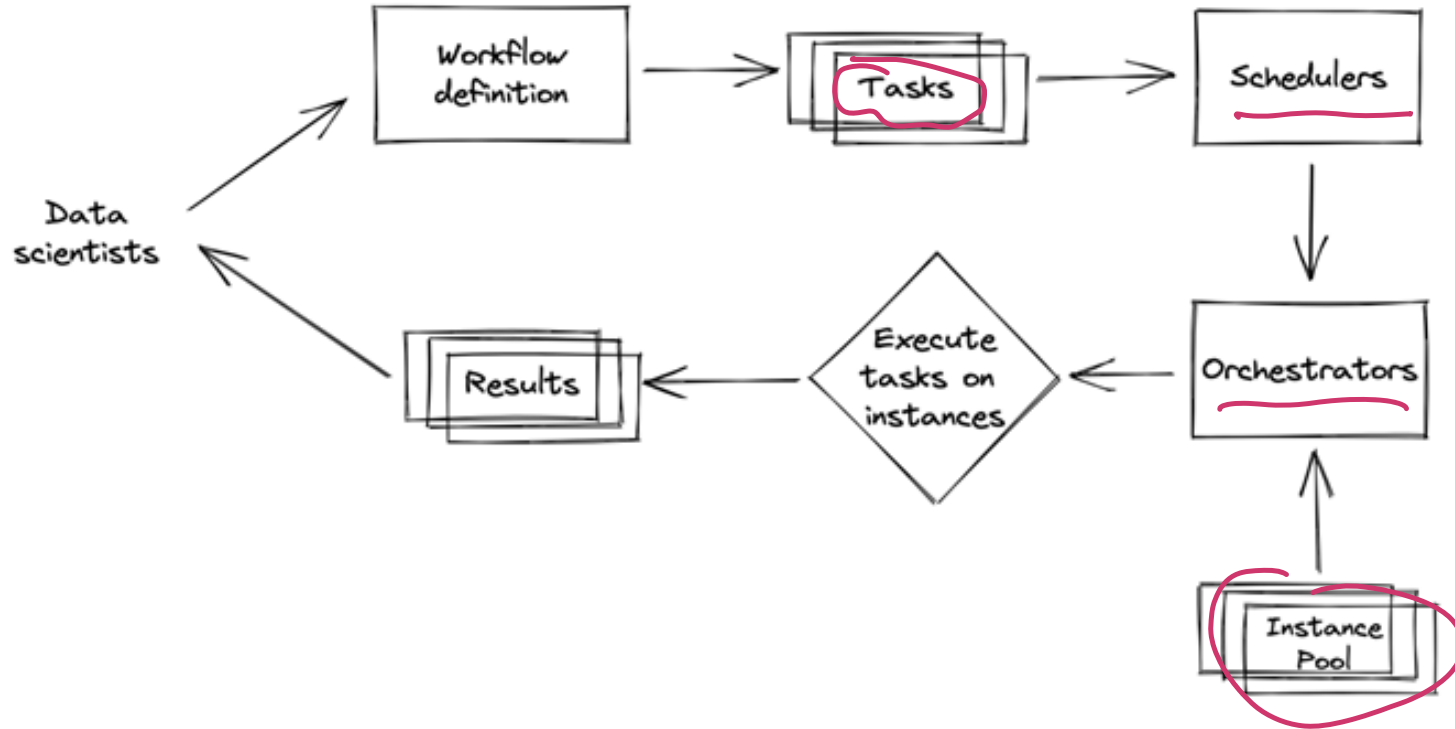 Workflow
definition
Tasks
Schedulers
Data
scientists
Results
Execute
tasks on
instances
Orchestrators
Instance
Pool